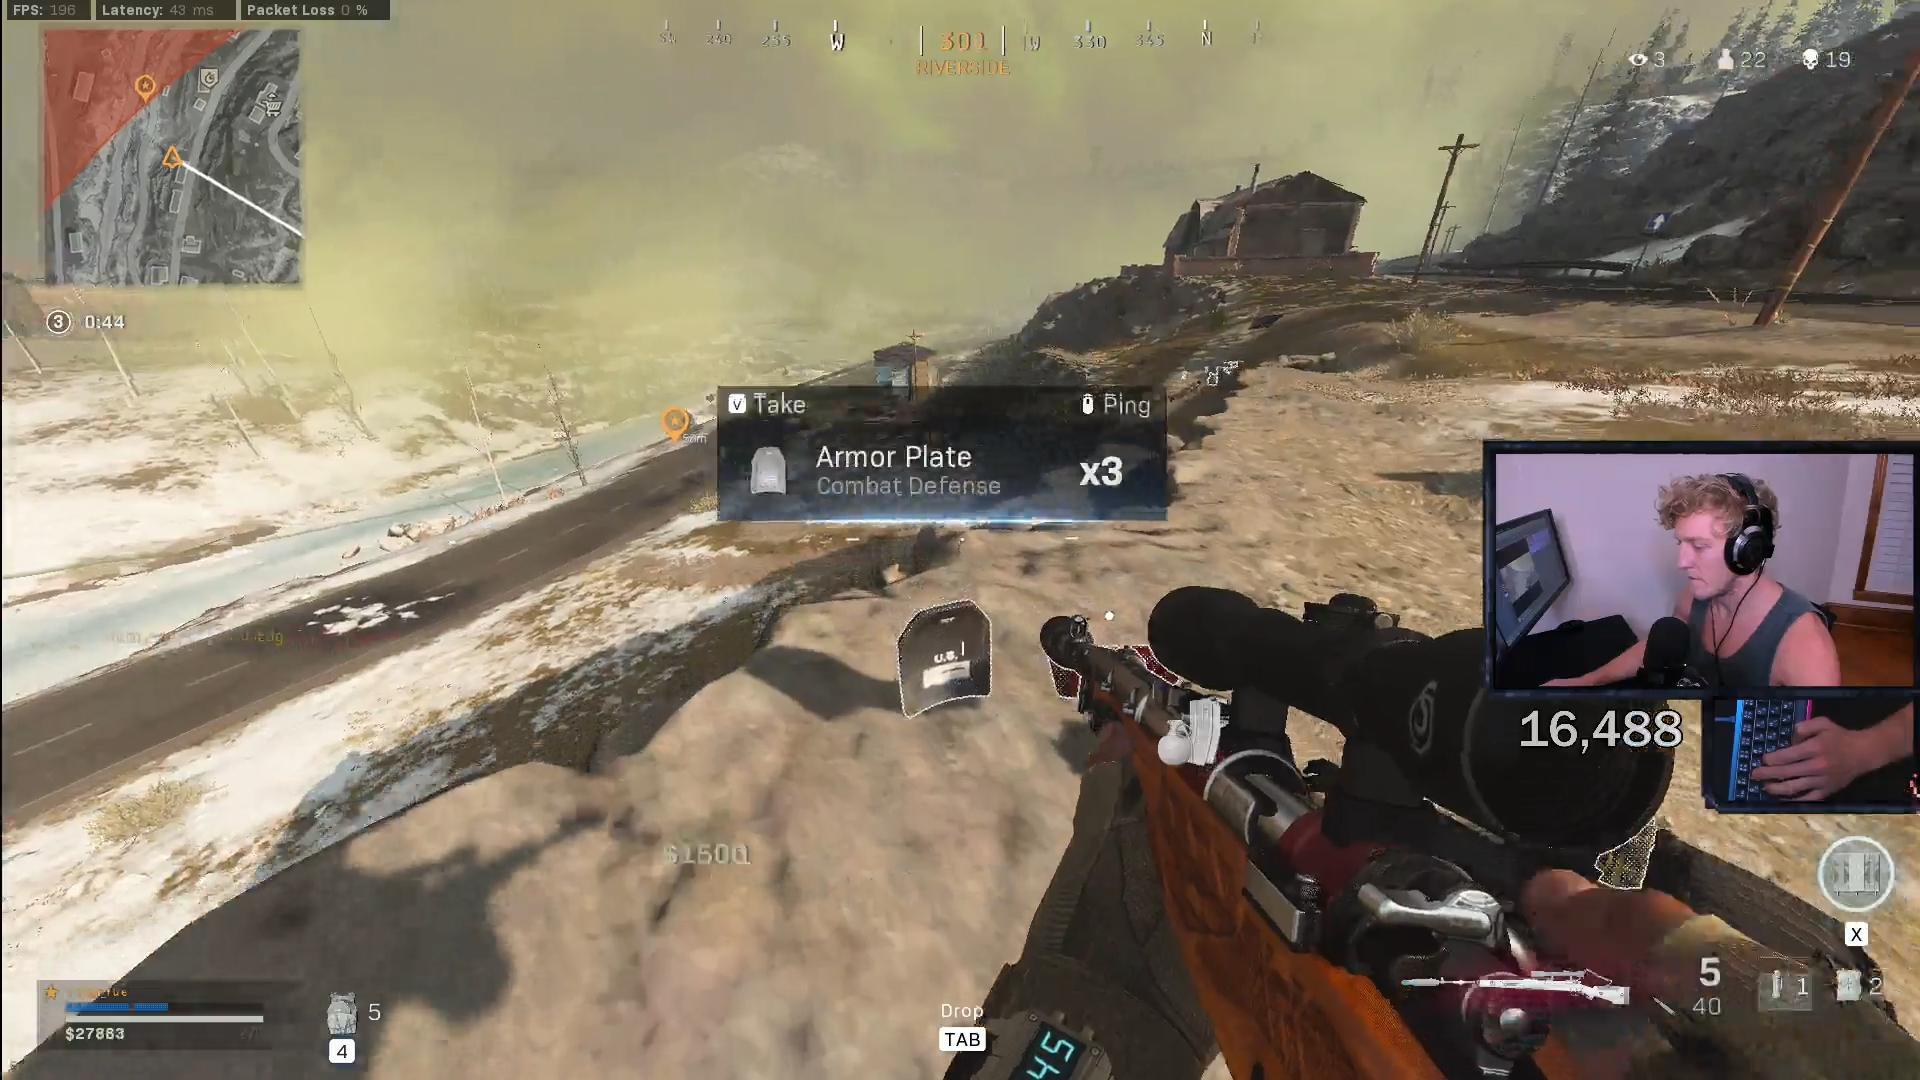 FPS: 196 Latency: 43 ms Packet Loss 0 %
240 255 W 301 330 345 N
RIVERSIDE
3 22 19
3 0:44
V Take Ping
Armor Plate x3
Combat Defense
U.S.
16,488
$1500
X
5 1 2
40
$27883
5
4
Drop
TAB
45